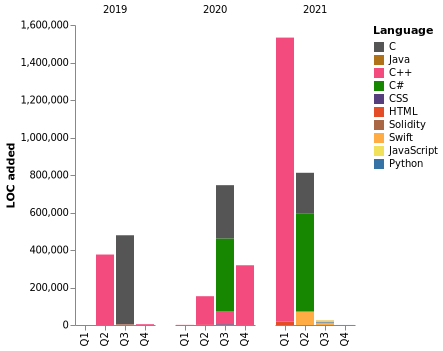 2019 2020 2021
Language
C
Java
C++
C#
CSS
HTML
Solidity
Swift
JavaScript
Python
LOC added
1,600,000
1,400,000
1,200,000
1,000,000
800,000
600,000
400,000
200,000
0
Q1 Q2 Q3 Q4 Q1 Q2 Q3 Q4 Q1 Q2 Q3 Q4